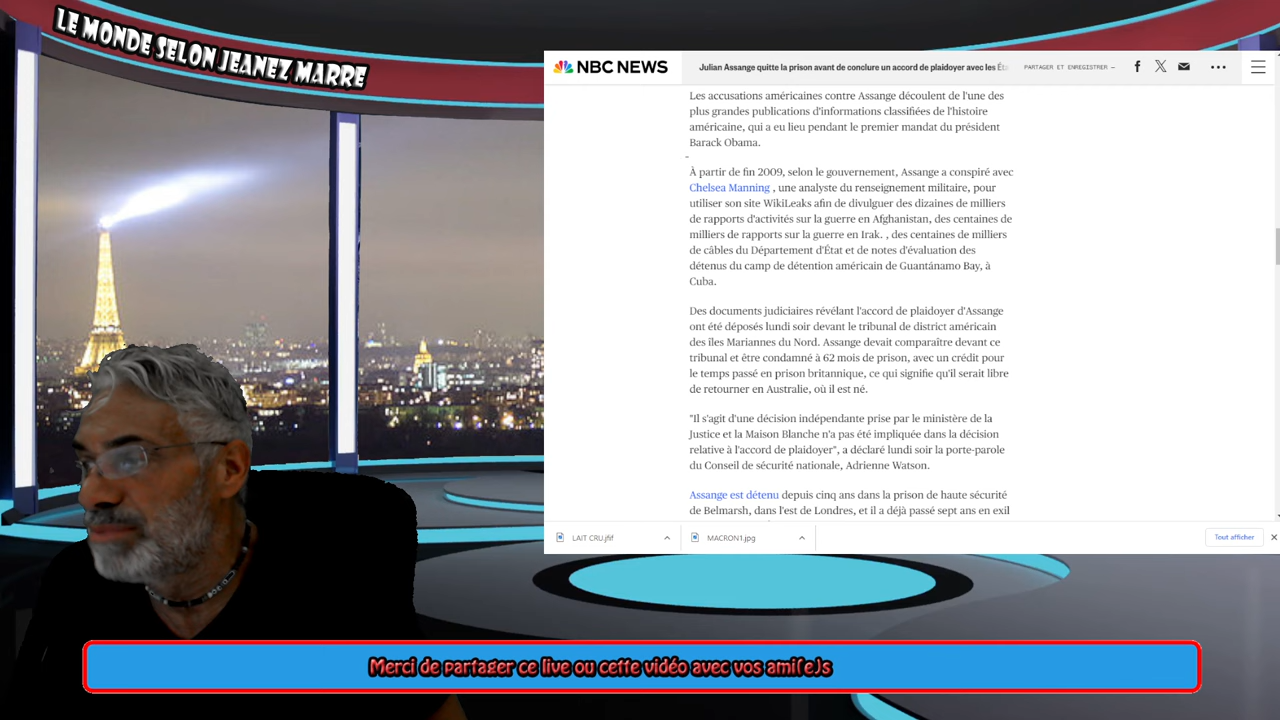 LE MONDE SELON JEANEZ MARRE
NBC NEWS
Julian Assange quitte la prison avant de conclure un accord de plaidoyer avec les
PARTAGER ET ENREGISTRER —
Les accusations américaines contre Assange découlent de l'une des
plus grandes publications d'informations classifiées de l'histoire
américaine, qui a eu lieu pendant le premier mandat du président
Barack Obama.
À partir de fin 2009, selon le gouvernement, Assange a conspiré avec
Chelsea Manning , une analyste du renseignement militaire, pour
utiliser son site WikiLeaks afin de divulguer des dizaines de milliers
de rapports d'activités sur la guerre en Afghanistan, des centaines de
milliers de rapports sur la guerre en Irak. , des centaines de milliers
de câbles du Département d'État et de notes d'évaluation des
détenus du camp de détention américain de Guantánamo Bay, à
Cuba.
Des documents judiciaires révélant l'accord de plaidoyer d'Assange
ont été déposés lundi soir devant le tribunal de district américain
des îles Mariannes du Nord. Assange devait comparaître devant ce
tribunal et être condamné à 62 mois de prison, avec un crédit pour
le temps passé en prison britannique, ce qui signifie qu'il serait libre
de retourner en Australie, où il est né.
"Il s'agit d'une décision indépendante prise par le ministère de la
Justice et la Maison Blanche n'a pas été impliquée dans la décision
relative à l'accord de plaidoyer", a déclaré lundi soir la porte-parole
du Conseil de sécurité nationale, Adrienne Watson.
Assange est détenu depuis cinq ans dans la prison de haute sécurité
de Belmarsh, dans l'est de Londres, et il a déjà passé sept ans en exil
LAIT CRU.jfif
MACRON1.jpg
Tout afficher
Merci de partager ce live ou cette vidéo avec vos ami(e)s